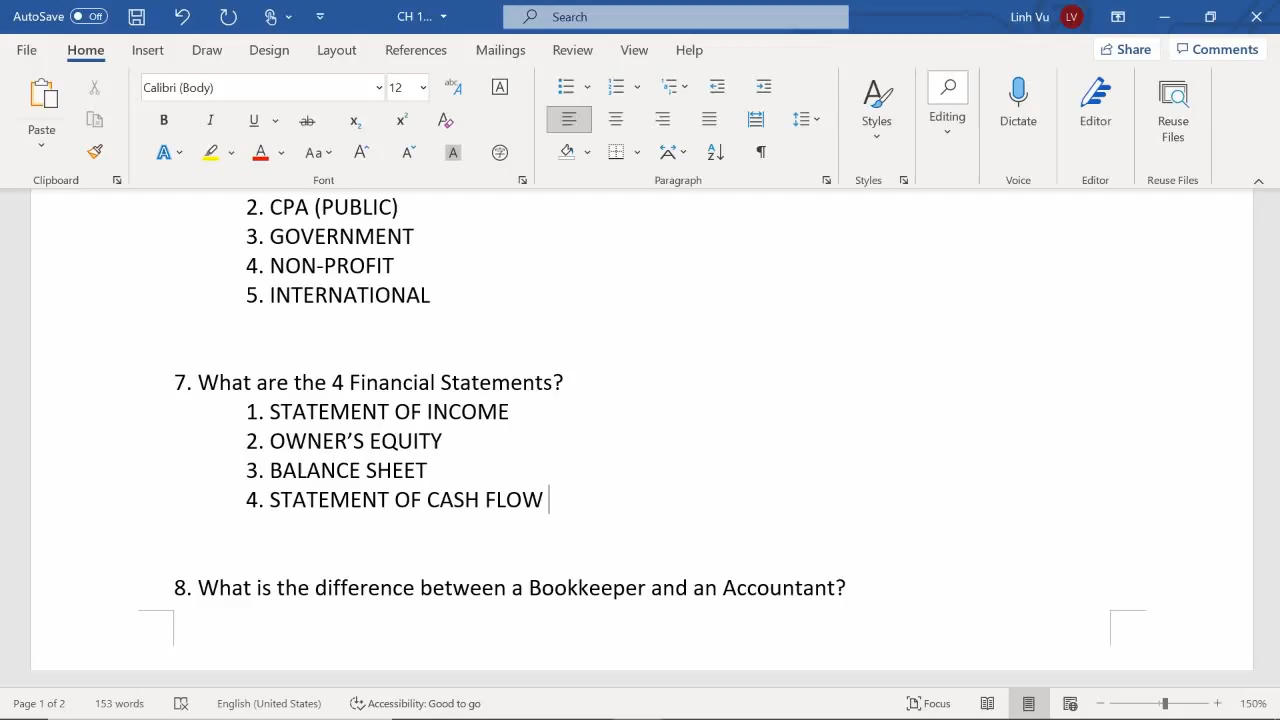 AutoSave Off CH 1... Search Linh Vu LV
File Home Insert Draw Design Layout References Mailings Review View Help Share Comments
Calibri (Body) 12
Paste Styles Editing Dictate Editor Reuse Files
Clipboard Font Paragraph Styles Voice Editor Reuse Files
2. CPA (PUBLIC)
3. GOVERNMENT
4. NON-PROFIT
5. INTERNATIONAL
7. What are the 4 Financial Statements?
1. STATEMENT OF INCOME
2. OWNER’S EQUITY
3. BALANCE SHEET
4. STATEMENT OF CASH FLOW
8. What is the difference between a Bookkeeper and an Accountant?
Page 1 of 2 153 words English (United States) Accessibility: Good to go Focus 150%